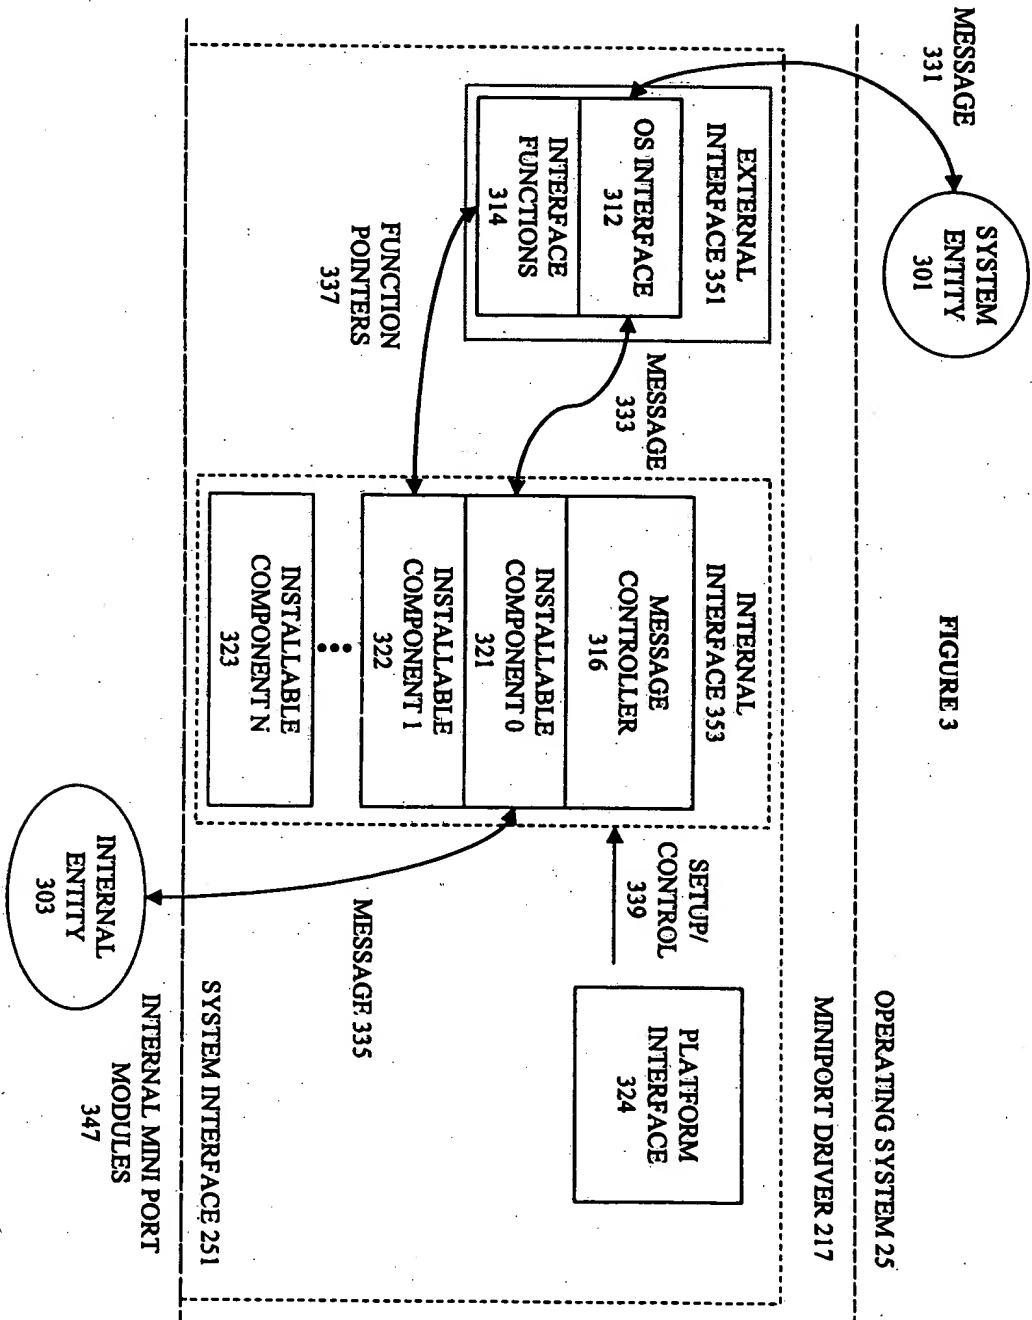 FIGURE 3
OPERATING SYSTEM 25
MINIPORT DRIVER 217
MESSAGE
331
SYSTEM
ENTITY
301
EXTERNAL
INTERFACE 351
OS INTERFACE
312
INTERFACE
FUNCTIONS
314
MESSAGE
333
FUNCTION
POINTERS
337
INTERNAL
INTERFACE 353
MESSAGE
CONTROLLER
316
INSTALLABLE
COMPONENT 0
321
INSTALLABLE
COMPONENT 1
322
•••
INSTALLABLE
COMPONENT N
323
SETUP/
CONTROL
339
PLATFORM
INTERFACE
324
MESSAGE 335
SYSTEM INTERFACE 251
INTERNAL
ENTITY
303
INTERNAL MINI PORT
MODULES
347